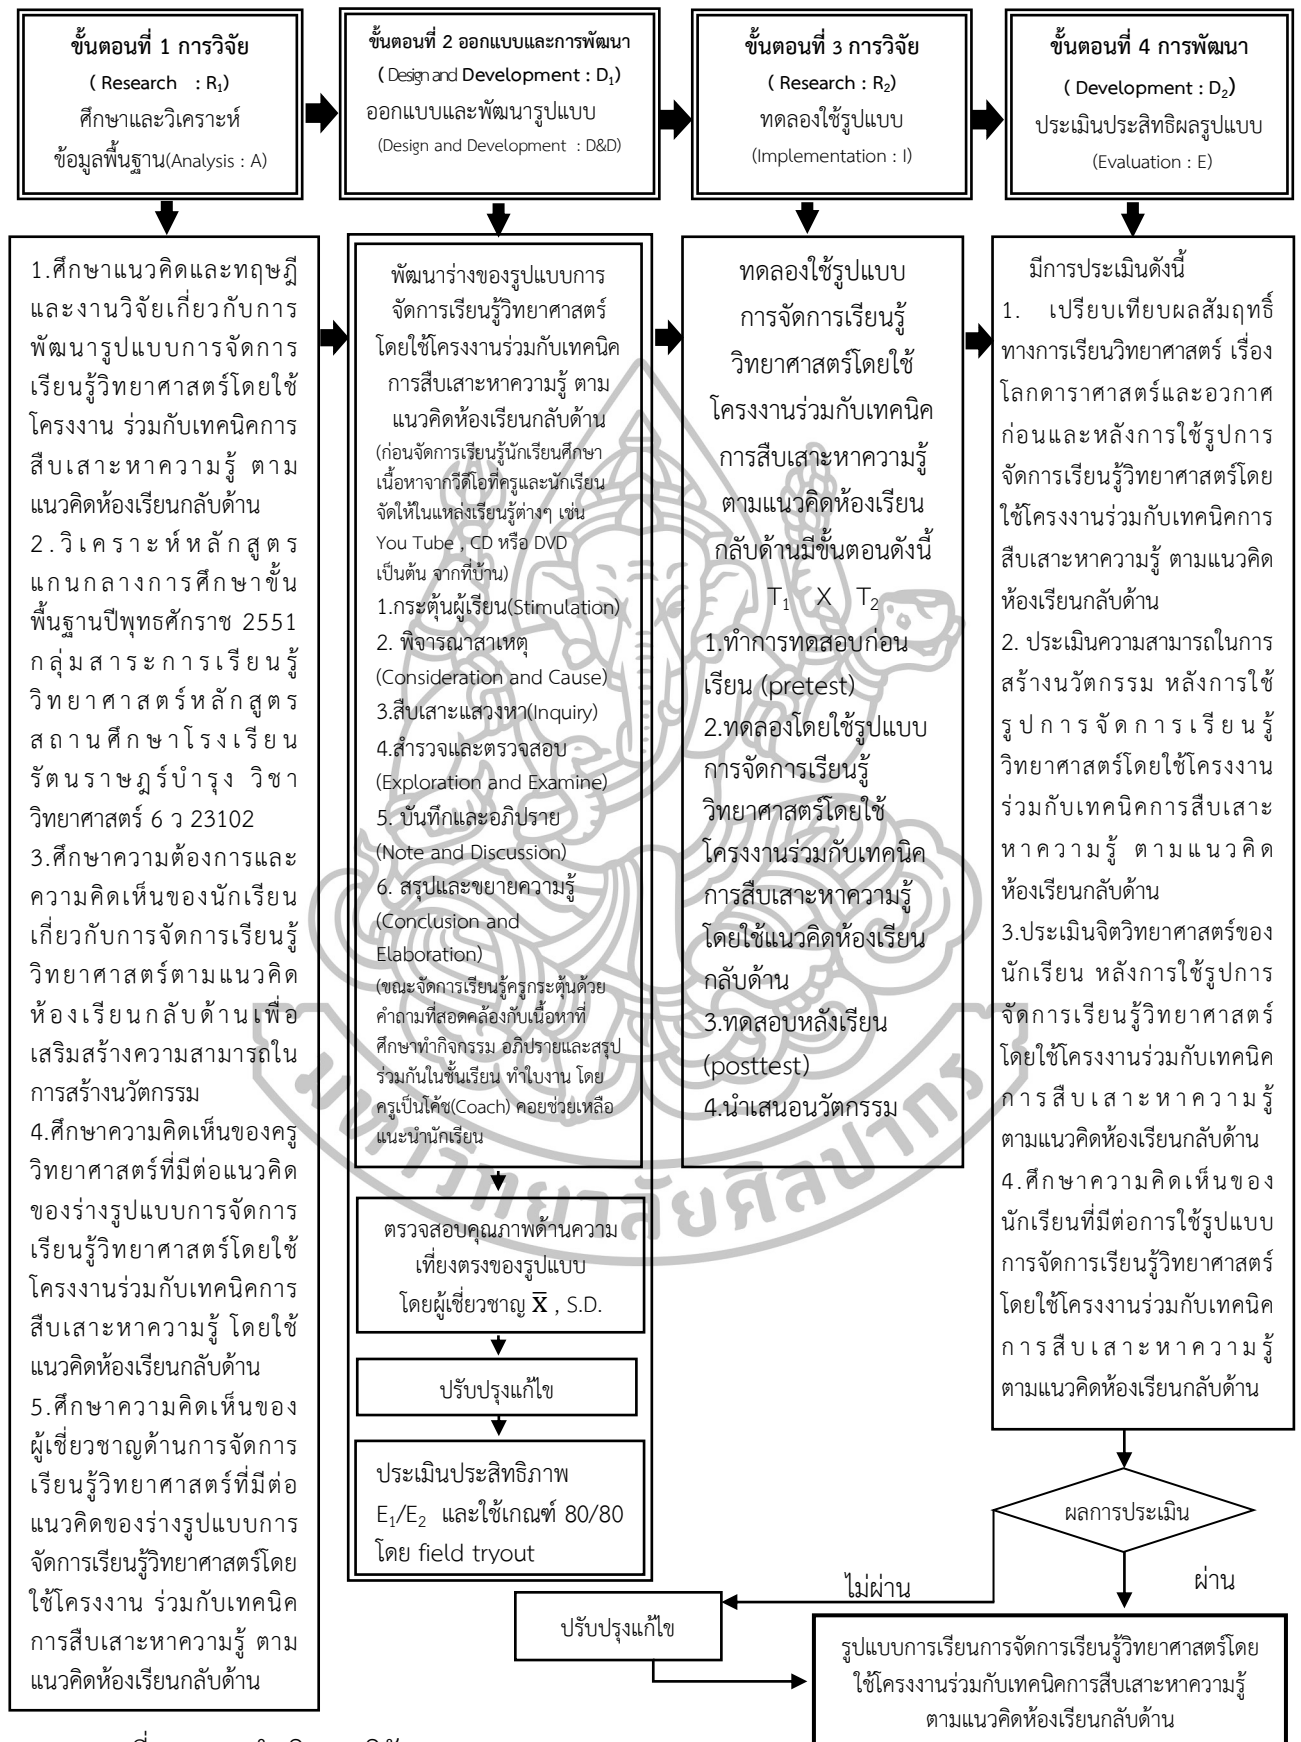 ขั้นตอนที่ 1 การวิจัย
( Research : R1)
ศึกษาและวิเคราะห์
ข้อมูลพื้นฐาน(Analysis : A)
ขั้นตอนที่ 2 ออกแบบและการพัฒนา
( Design and Development : D1)
ออกแบบและพัฒนารูปแบบ
(Design and Development : D&D)
ขั้นตอนที่ 3 การวิจัย
( Research : R2)
ทดลองใช้รูปแบบ
(Implementation : I)
ขั้นตอนที่ 4 การพัฒนา
( Development : D2)
ประเมินประสิทธิผลรูปแบบ
(Evaluation : E)
1.ศึกษาแนวคิดและทฤษฎี
และงานวิจัยเกี่ยวกับการ
พัฒนารูปแบบการจัดการ
เรียนรู้วิทยาศาสตร์โดยใช้
โครงงาน ร่วมกับเทคนิคการ
สืบเสาะหาความรู้ ตาม
แนวคิดห้องเรียนกลับด้าน
2.วิเคราะห์หลักสูตร
แกนกลางการศึกษาขั้น
พื้นฐานปีพุทธศักราช 2551
กลุ่มสาระการเรียนรู้
วิทยาศาสตร์หลักสูตร
สถานศึกษาโรงเรียน
รัตนราษฎร์บำรุง วิชา
วิทยาศาสตร์ 6 ว 23102
3.ศึกษาความต้องการและ
ความคิดเห็นของนักเรียน
เกี่ยวกับการจัดการเรียนรู้
วิทยาศาสตร์ตามแนวคิด
ห้องเรียนกลับด้านเพื่อ
เสริมสร้างความสามารถใน
การสร้างนวัตกรรม
4.ศึกษาความคิดเห็นของครู
วิทยาศาสตร์ที่มีต่อแนวคิด
ของร่างรูปแบบการจัดการ
เรียนรู้วิทยาศาสตร์โดยใช้
โครงงานร่วมกับเทคนิคการ
สืบเสาะหาความรู้ โดยใช้
แนวคิดห้องเรียนกลับด้าน
5.ศึกษาความคิดเห็นของ
ผู้เชี่ยวชาญด้านการจัดการ
เรียนรู้วิทยาศาสตร์ที่มีต่อ
แนวคิดของร่างรูปแบบการ
จัดการเรียนรู้วิทยาศาสตร์โดย
ใช้โครงงาน ร่วมกับเทคนิค
การสืบเสาะหาความรู้ ตาม
แนวคิดห้องเรียนกลับด้าน
พัฒนาร่างของรูปแบบการ
จัดการเรียนรู้วิทยาศาสตร์
โดยใช้โครงงานร่วมกับเทคนิค
การสืบเสาะหาความรู้ ตาม
แนวคิดห้องเรียนกลับด้าน
(ก่อนจัดการเรียนรู้นักเรียนศึกษา
เนื้อหาจากวีดีโอที่ครูและนักเรียน
จัดให้ในแหล่งเรียนรู้ต่างๆ เช่น
You Tube , CD หรือ DVD
เป็นต้น จากที่บ้าน)
1.กระตุ้นผู้เรียน(Stimulation)
2. พิจารณาสาเหตุ
(Consideration and Cause)
3.สืบเสาะแสวงหา(Inquiry)
4.สำรวจและตรวจสอบ
(Exploration and Examine)
5. บันทึกและอภิปราย
(Note and Discussion)
6. สรุปและขยายความรู้
(Conclusion and
Elaboration)
(ขณะจัดการเรียนรู้ครูกระตุ้นด้วย
คำถามที่สอดคล้องกับเนื้อหาที่
ศึกษาทำกิจกรรม อภิปรายและสรุป
ร่วมกันในชั้นเรียน ทำใบงาน โดย
ครูเป็นโค้ช(Coach) คอยช่วยเหลือ
แนะนำนักเรียน
ตรวจสอบคุณภาพด้านความ
เที่ยงตรงของรูปแบบ
โดยผู้เชี่ยวชาญ x̄ , S.D.
ปรับปรุงแก้ไข
ประเมินประสิทธิภาพ
E1/E2 และใช้เกณฑ์ 80/80
โดย field tryout
ทดลองใช้รูปแบบ
การจัดการเรียนรู้
วิทยาศาสตร์โดยใช้
โครงงานร่วมกับเทคนิค
การสืบเสาะหาความรู้
ตามแนวคิดห้องเรียน
กลับด้านมีขั้นตอนดังนี้
T1 X T2
1.ทำการทดสอบก่อน
เรียน (pretest)
2.ทดลองโดยใช้รูปแบบ
การจัดการเรียนรู้
วิทยาศาสตร์โดยใช้
โครงงานร่วมกับเทคนิค
การสืบเสาะหาความรู้
โดยใช้แนวคิดห้องเรียน
กลับด้าน
3.ทดสอบหลังเรียน
(posttest)
4.นำเสนอนวัตกรรม
มีการประเมินดังนี้
1. เปรียบเทียบผลสัมฤทธิ์
ทางการเรียนวิทยาศาสตร์ เรื่อง
โลกดาราศาสตร์และอวกาศ
ก่อนและหลังการใช้รูปการ
จัดการเรียนรู้วิทยาศาสตร์โดย
ใช้โครงงานร่วมกับเทคนิคการ
สืบเสาะหาความรู้ ตามแนวคิด
ห้องเรียนกลับด้าน
2. ประเมินความสามารถในการ
สร้างนวัตกรรม หลังการใช้
รูปการจัดการเรียนรู้
วิทยาศาสตร์โดยใช้โครงงาน
ร่วมกับเทคนิคการสืบเสาะ
หาความรู้ ตามแนวคิด
ห้องเรียนกลับด้าน
3.ประเมินจิตวิทยาศาสตร์ของ
นักเรียน หลังการใช้รูปการ
จัดการเรียนรู้วิทยาศาสตร์
โดยใช้โครงงานร่วมกับเทคนิค
การสืบเสาะหาความรู้
ตามแนวคิดห้องเรียนกลับด้าน
4.ศึกษาความคิดเห็นของ
นักเรียนที่มีต่อการใช้รูปแบบ
การจัดการเรียนรู้วิทยาศาสตร์
โดยใช้โครงงานร่วมกับเทคนิค
การสืบเสาะหาความรู้
ตามแนวคิดห้องเรียนกลับด้าน
ผลการประเมิน
ไม่ผ่าน
ผ่าน
ปรับปรุงแก้ไข
รูปแบบการเรียนการจัดการเรียนรู้วิทยาศาสตร์โดย
ใช้โครงงานร่วมกับเทคนิคการสืบเสาะหาความรู้
ตามแนวคิดห้องเรียนกลับด้าน
มหาวิทยาลัยศิลปากร